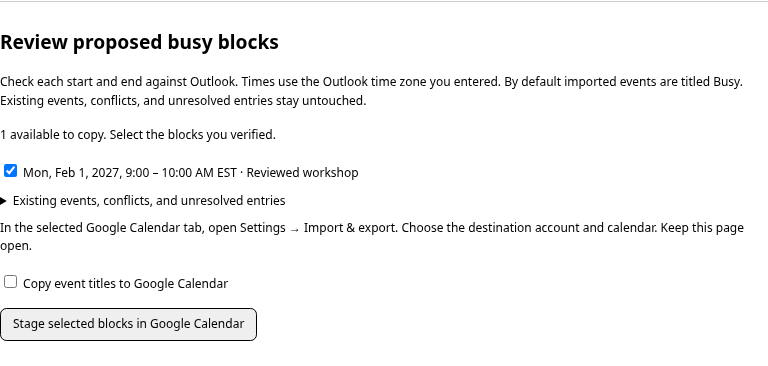 Review proposed busy blocks
Check each start and end against Outlook. Times use the Outlook time zone you entered. By default imported events are titled Busy.
Existing events, conflicts, and unresolved entries stay untouched.
1 available to copy. Select the blocks you verified.
Mon, Feb 1, 2027, 9:00 – 10:00 AM EST · Reviewed workshop
Existing events, conflicts, and unresolved entries
In the selected Google Calendar tab, open Settings → Import & export. Choose the destination account and calendar. Keep this page
open.
Copy event titles to Google Calendar
Stage selected blocks in Google Calendar